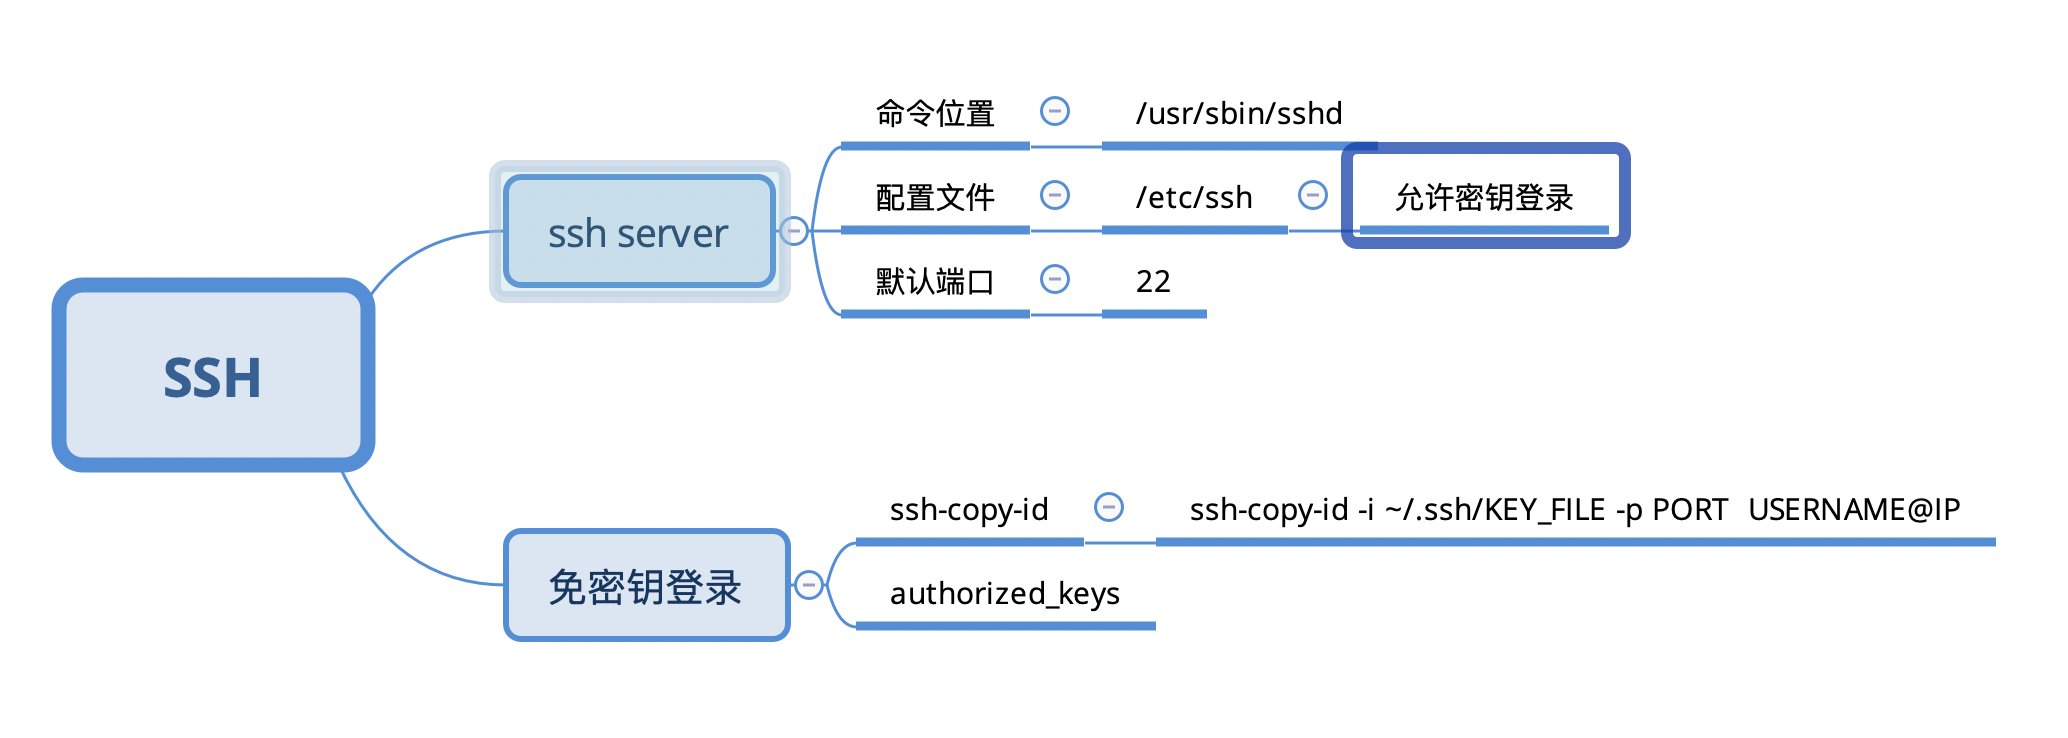 SSH
ssh server
命令位置
/usr/sbin/sshd
配置文件
/etc/ssh
允许密钥登录
默认端口
22
免密钥登录
ssh-copy-id
ssh-copy-id -i ~/.ssh/KEY_FILE -p PORT  USERNAME@IP
authorized_keys